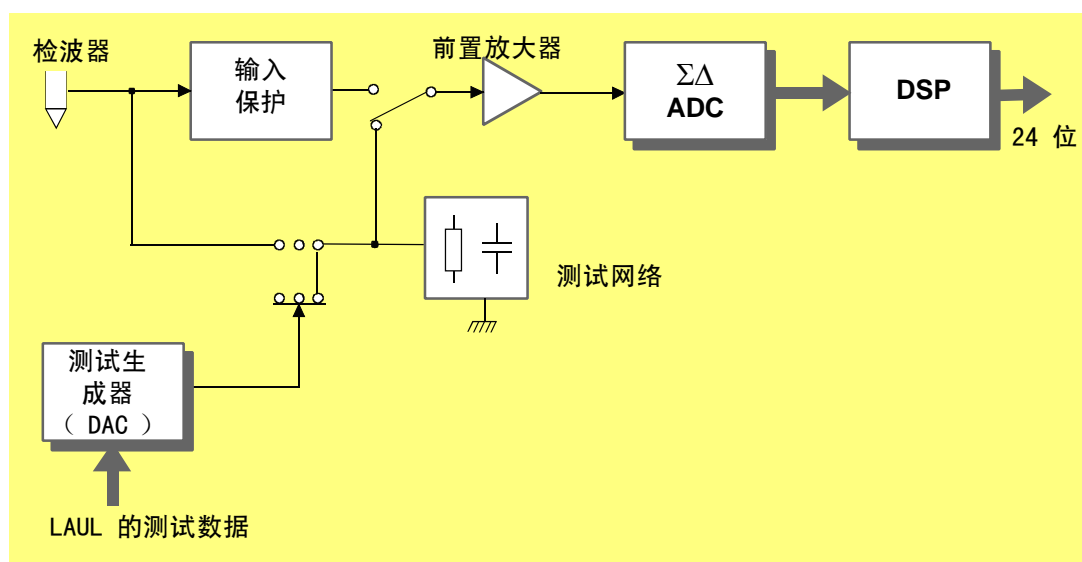 检波器
输入
保护
前置放大器
ΣΔ
ADC
DSP
24 位
测试网络
测试生
成器
（ DAC ）
LAUL 的测试数据